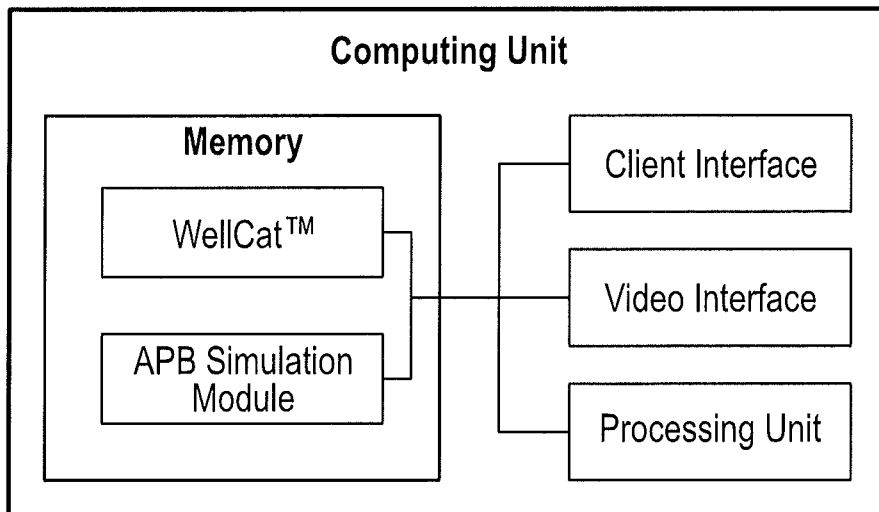 Computing Unit
Memory
WellCat™
APB Simulation
Module
Client Interface
Video Interface
Processing Unit